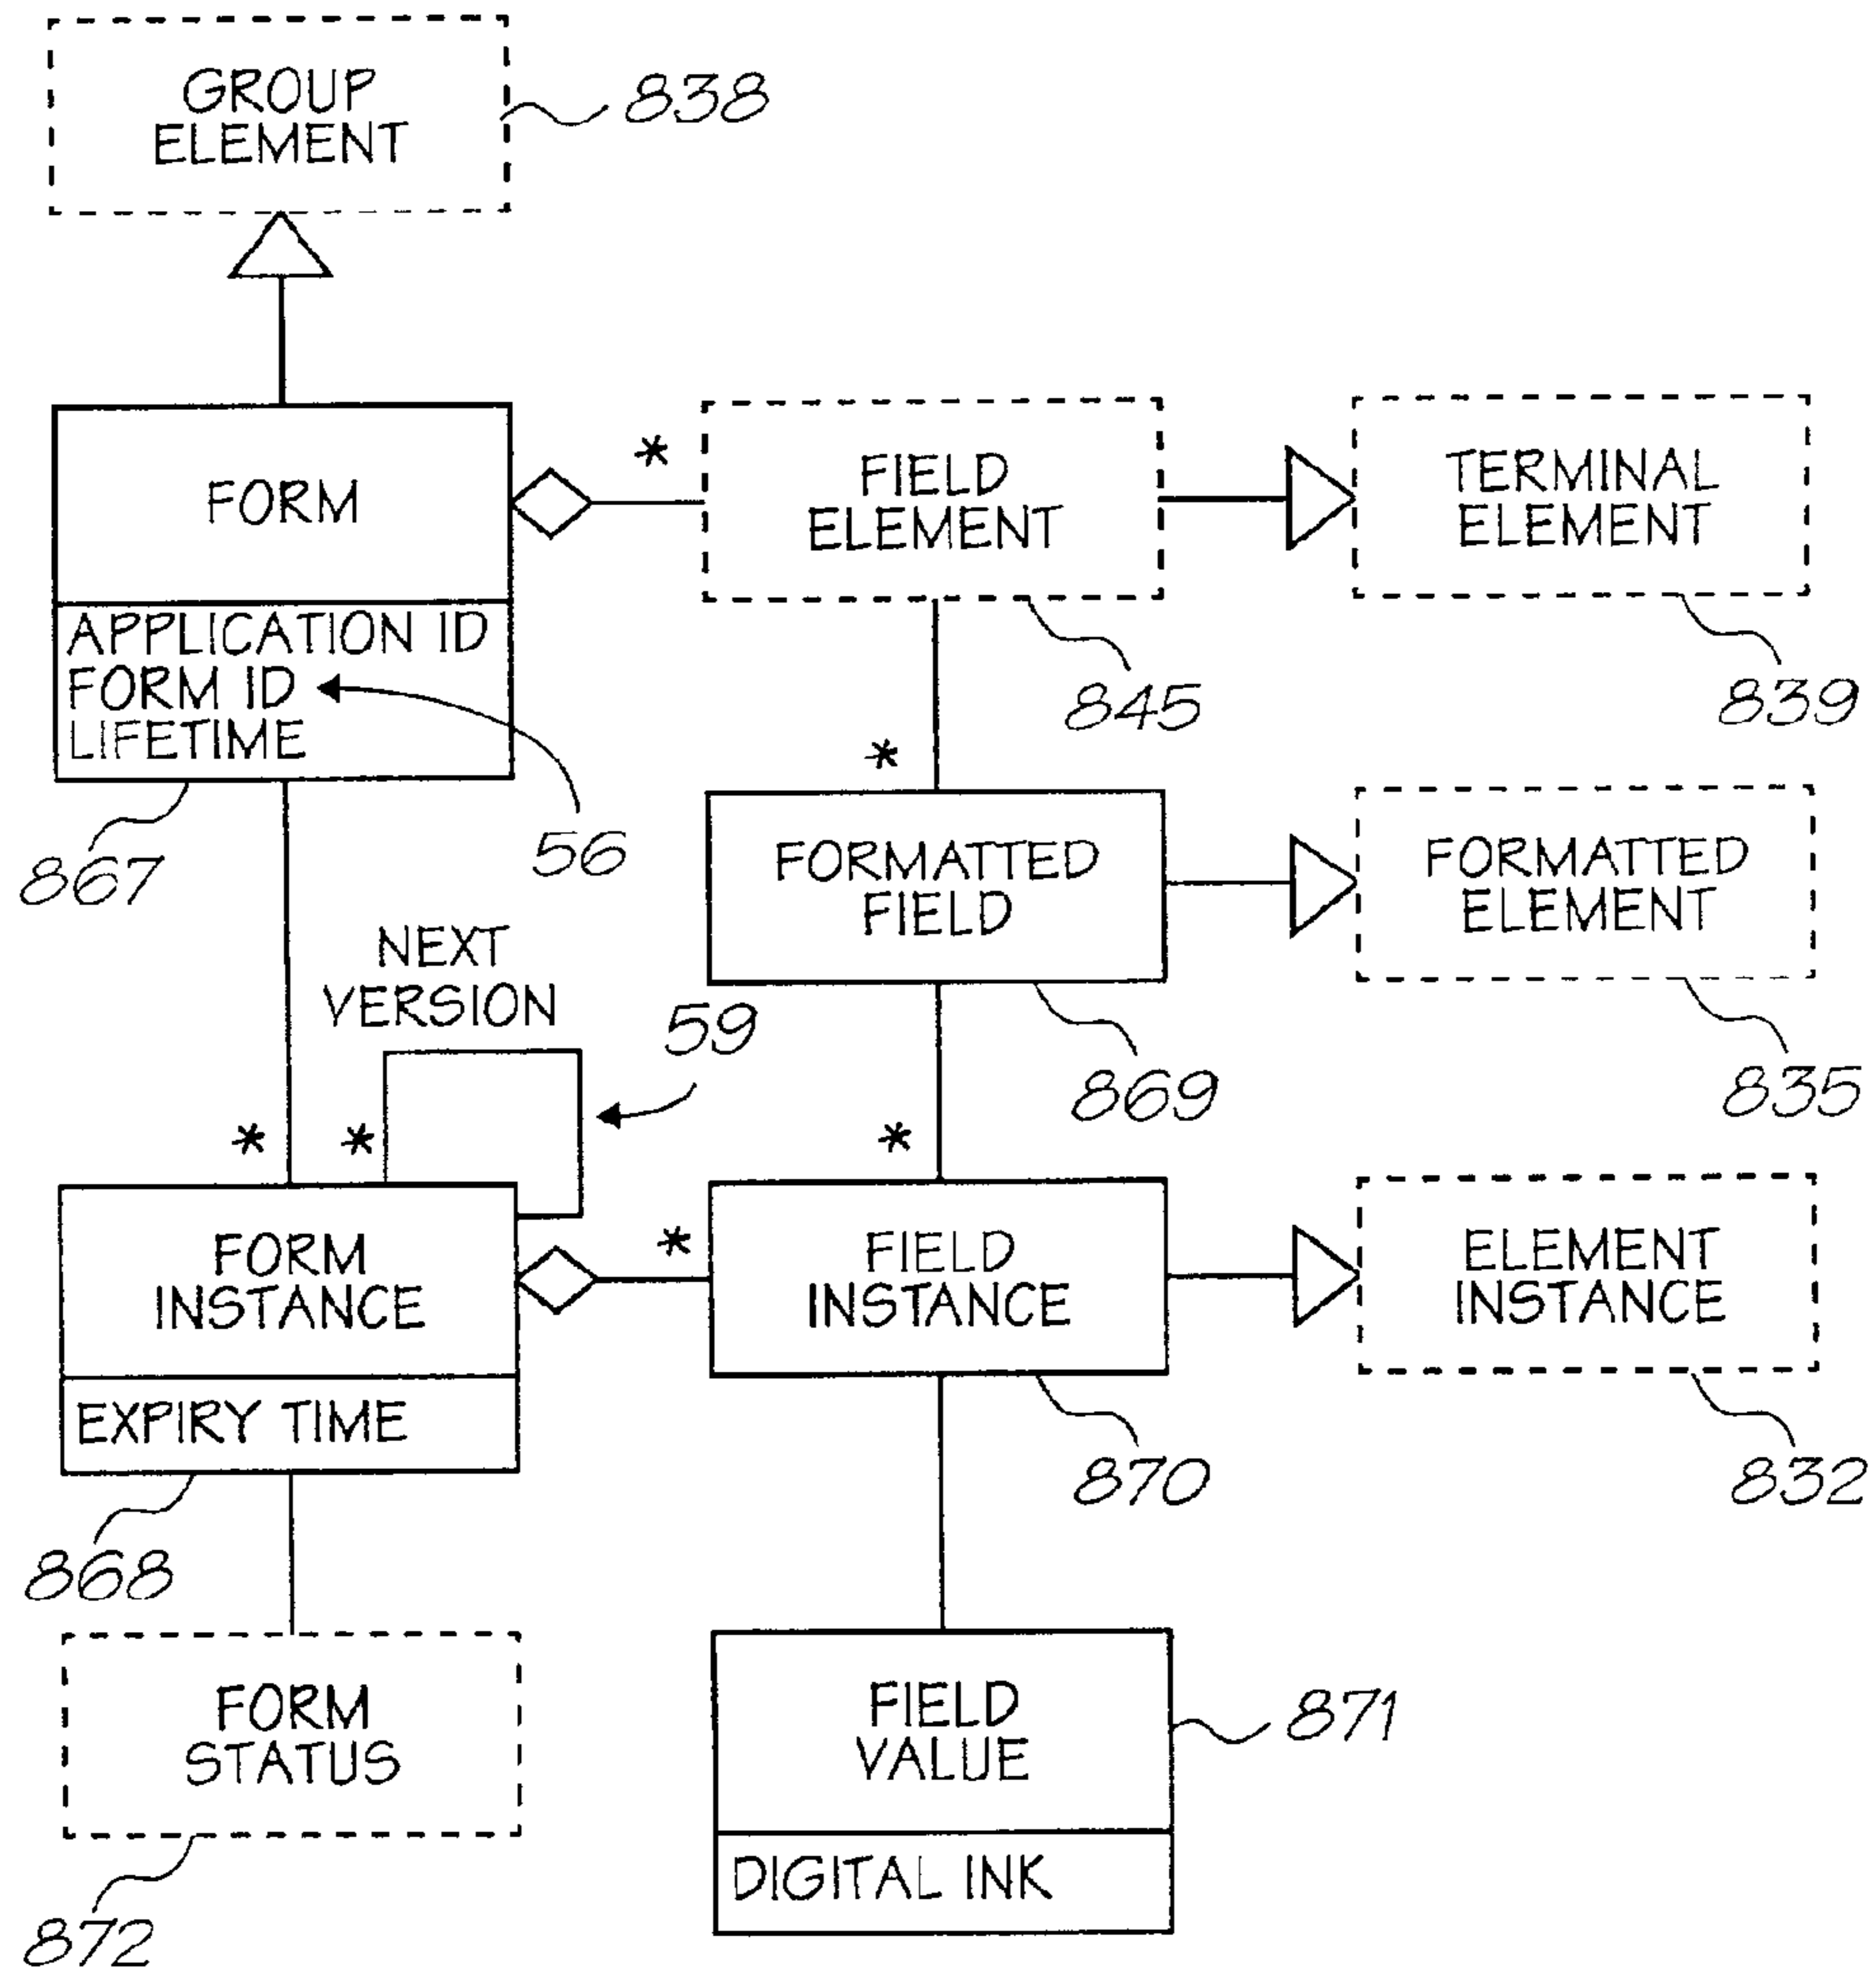 GROUP
ELEMENT
838
FORM
*
FIELD
ELEMENT
TERMINAL
ELEMENT
APPLICATION ID
FORM ID
LIFETIME
845
839
*
867
56
FORMATTED
FIELD
FORMATTED
ELEMENT
NEXT
VERSION
59
869
835
*
*
*
FORM
INSTANCE
*
FIELD
INSTANCE
ELEMENT
INSTANCE
EXPIRY TIME
870
832
868
FORM
STATUS
FIELD
VALUE
871
DIGITAL INK
872